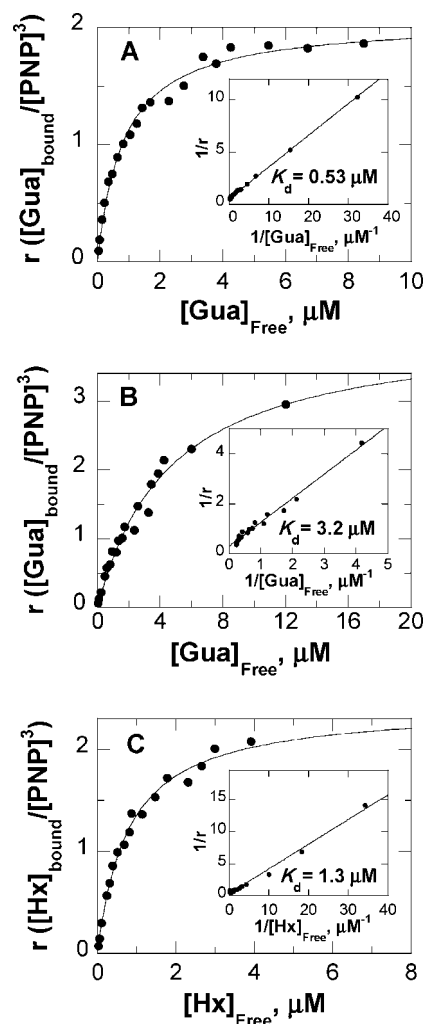 A
r ([Gua]bound/[PNP]³)
2
1
0
0 2 4 6 8 10
[Gua]Free, μM
1/r
10
5
0
0 10 20 30 40
1/[Gua]Free, μM⁻¹
Kd = 0.53 μM
B
r ([Gua]bound/[PNP]³)
3
2
1
0
0 4 8 12 16 20
[Gua]Free, μM
1/r
4
2
0
0 1 2 3 4 5
1/[Gua]Free, μM⁻¹
Kd = 3.2 μM
C
r ([Hx]bound/[PNP]³)
2
1
0
0 2 4 6 8
[Hx]Free, μM
1/r
15
10
5
0
0 10 20 30 40
1/[Hx]Free, μM⁻¹
Kd = 1.3 μM